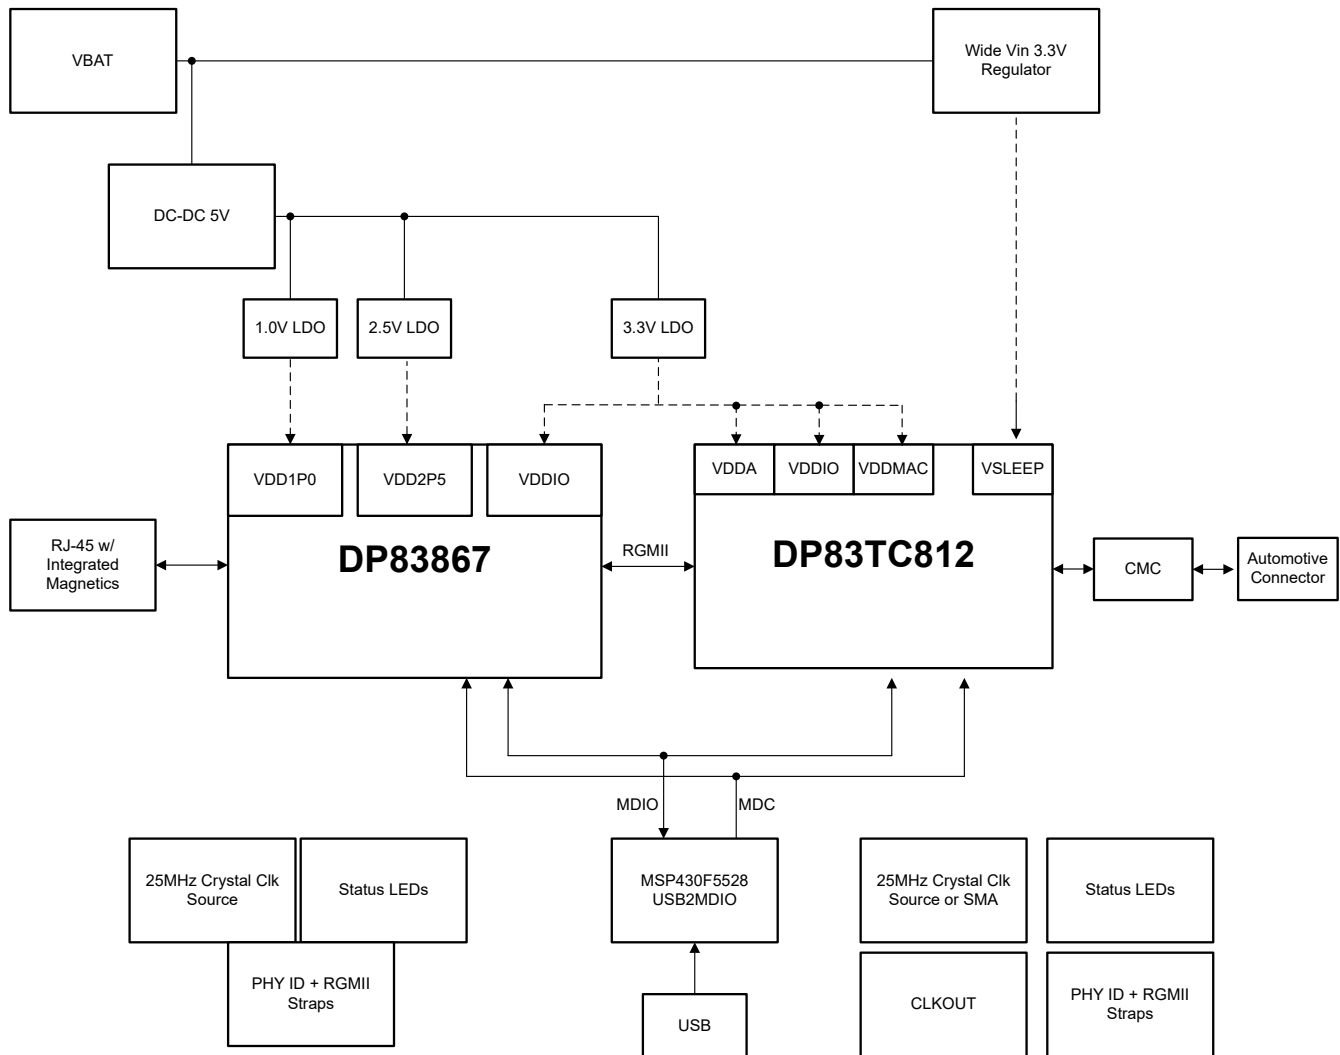 VBAT
Wide Vin 3.3V
Regulator
DC-DC 5V
1.0V LDO
2.5V LDO
3.3V LDO
VDD1P0
VDD2P5
VDDIO
VDDA
VDDIO
VDDMAC
VSLEEP
RJ-45 w/
Integrated
Magnetics
DP83867
RGMII
DP83TC812
CMC
Automotive
Connector
MDIO
MDC
25MHz Crystal Clk
Source
Status LEDs
MSP430F5528
USB2MDIO
25MHz Crystal Clk
Source or SMA
Status LEDs
PHY ID + RGMII
Straps
USB
CLKOUT
PHY ID + RGMII
Straps